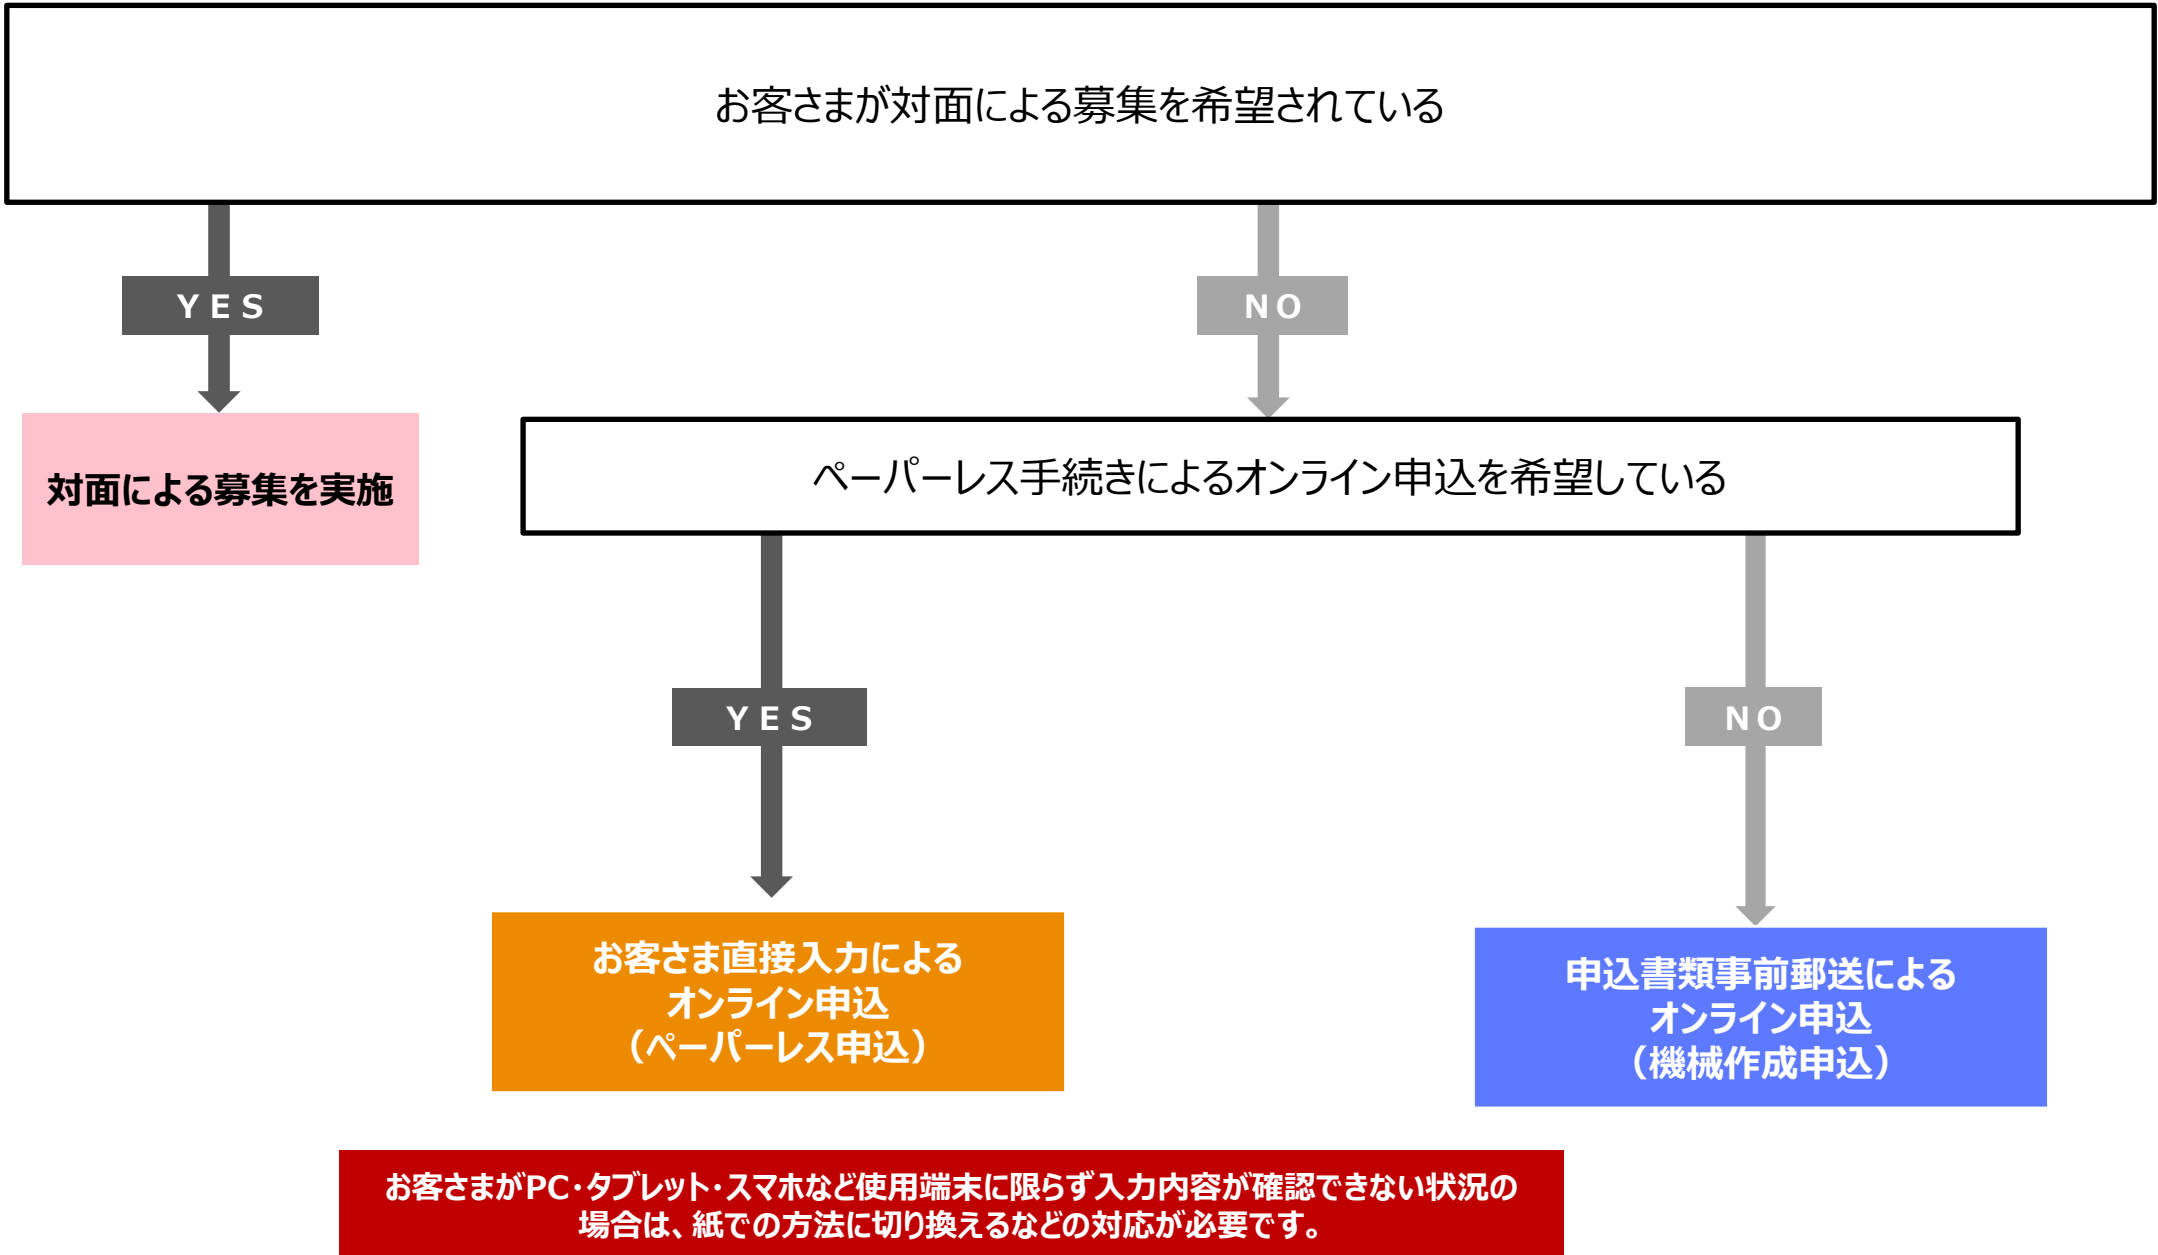 お客さまが対面による募集を希望されている
ＹＥＳ
ＮＯ
対面による募集を実施
ペーパーレス手続きによるオンライン申込を希望している
ＹＥＳ
ＮＯ
お客さま直接入力による
オンライン申込
（ペーパーレス申込）
申込書類事前郵送による
オンライン申込
（機械作成申込）
お客さまがPC・タブレット・スマホなど使用端末に限らず入力内容が確認できない状況の
場合は、紙での方法に切り換えるなどの対応が必要です。